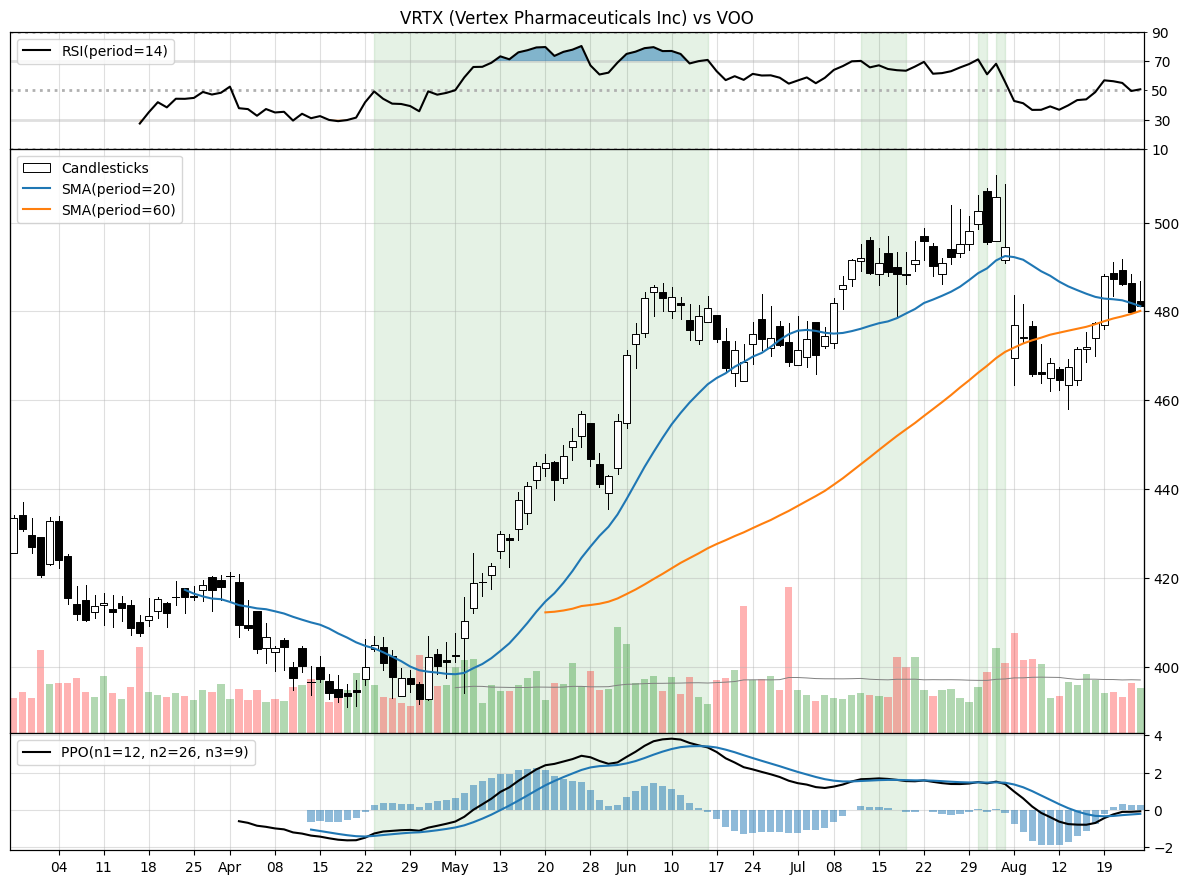 VRTX (Vertex Pharmaceuticals Inc) vs VOO
RSI(period=14)
90
70
50
30
10
Candlesticks
SMA(period=20)
SMA(period=60)
500
480
460
440
420
400
PPO(n1=12, n2=26, n3=9)
4
2
0
−2
04 11 18 25 Apr 08 15 22 29 May 13 20 28 Jun 10 17 24 Jul 08 15 22 29 Aug 12 19